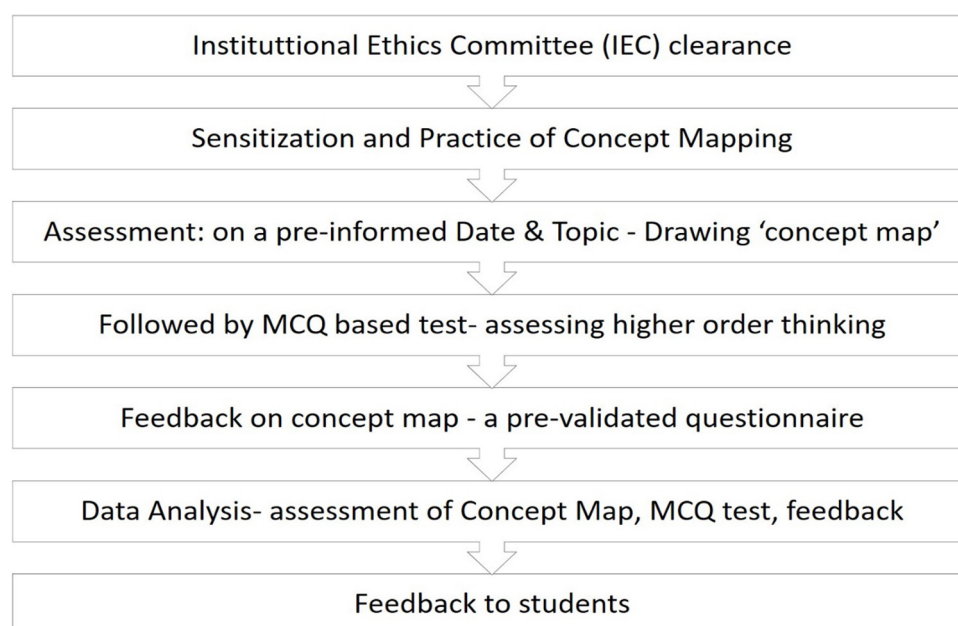 Instituttional Ethics Committee (IEC) clearance
Sensitization and Practice of Concept Mapping
Assessment: on a pre-informed Date & Topic - Drawing ‘concept map’
Followed by MCQ based test- assessing higher order thinking
Feedback on concept map - a pre-validated questionnaire
Data Analysis- assessment of Concept Map, MCQ test, feedback
Feedback to students